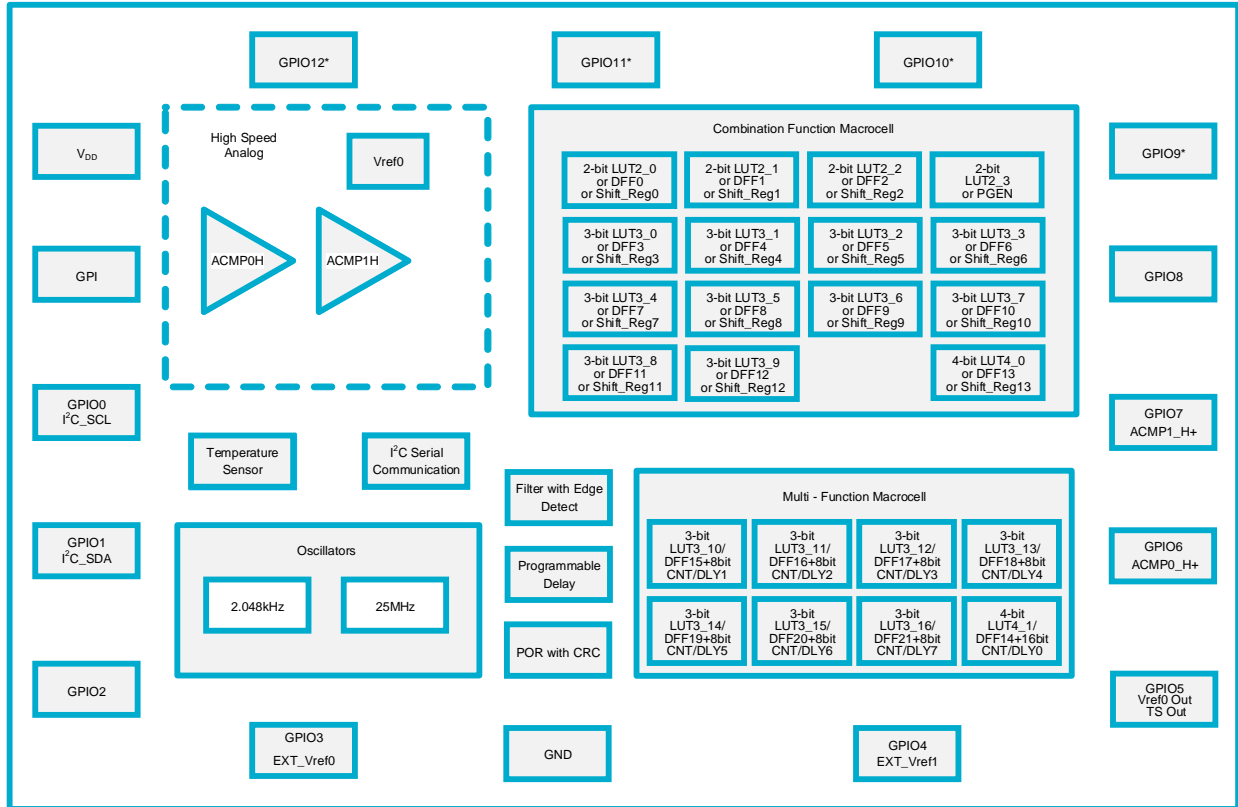 GPIO12*
GPIO11*
GPIO10*
V_DD
GPI
GPIO0
I²C_SCL
GPIO1
I²C_SDA
GPIO2
High Speed
Analog
Vref0
ACMP0H
ACMP1H
Combination Function Macrocell
2-bit LUT2_0
or DFF0
or Shift_Reg0
2-bit LUT2_1
or DFF1
or Shift_Reg1
2-bit LUT2_2
or DFF2
or Shift_Reg2
2-bit
LUT2_3
or PGEN
3-bit LUT3_0
or DFF3
or Shift_Reg3
3-bit LUT3_1
or DFF4
or Shift_Reg4
3-bit LUT3_2
or DFF5
or Shift_Reg5
3-bit LUT3_3
or DFF6
or Shift_Reg6
3-bit LUT3_4
or DFF7
or Shift_Reg7
3-bit LUT3_5
or DFF8
or Shift_Reg8
3-bit LUT3_6
or DFF9
or Shift_Reg9
3-bit LUT3_7
or DFF10
or Shift_Reg10
3-bit LUT3_8
or DFF11
or Shift_Reg11
3-bit LUT3_9
or DFF12
or Shift_Reg12
4-bit LUT4_0
or DFF13
or Shift_Reg13
GPIO9*
GPIO8
GPIO7
ACMP1_H+
GPIO6
ACMP0_H+
GPIO5
Vref0 Out
TS Out
Temperature
Sensor
I²C Serial
Communication
Oscillators
2.048kHz
25MHz
Filter with Edge
Detect
Programmable
Delay
POR with CRC
Multi - Function Macrocell
3-bit
LUT3_10/
DFF15+8bit
CNT/DLY1
3-bit
LUT3_11/
DFF16+8bit
CNT/DLY2
3-bit
LUT3_12/
DFF17+8bit
CNT/DLY3
3-bit
LUT3_13/
DFF18+8bit
CNT/DLY4
3-bit
LUT3_14/
DFF19+8bit
CNT/DLY5
3-bit
LUT3_15/
DFF20+8bit
CNT/DLY6
3-bit
LUT3_16/
DFF21+8bit
CNT/DLY7
4-bit
LUT4_1/
DFF14+16bit
CNT/DLY0
GPIO3
EXT_Vref0
GND
GPIO4
EXT_Vref1